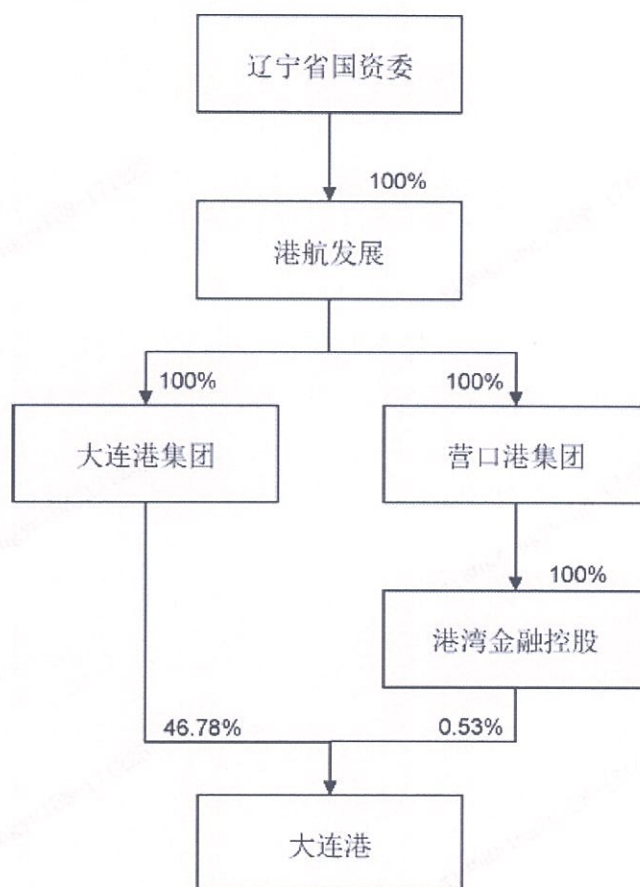 辽宁省国资委
100%
港航发展
100%
100%
大连港集团
营口港集团
100%
港湾金融控股
46.78%
0.53%
大连港